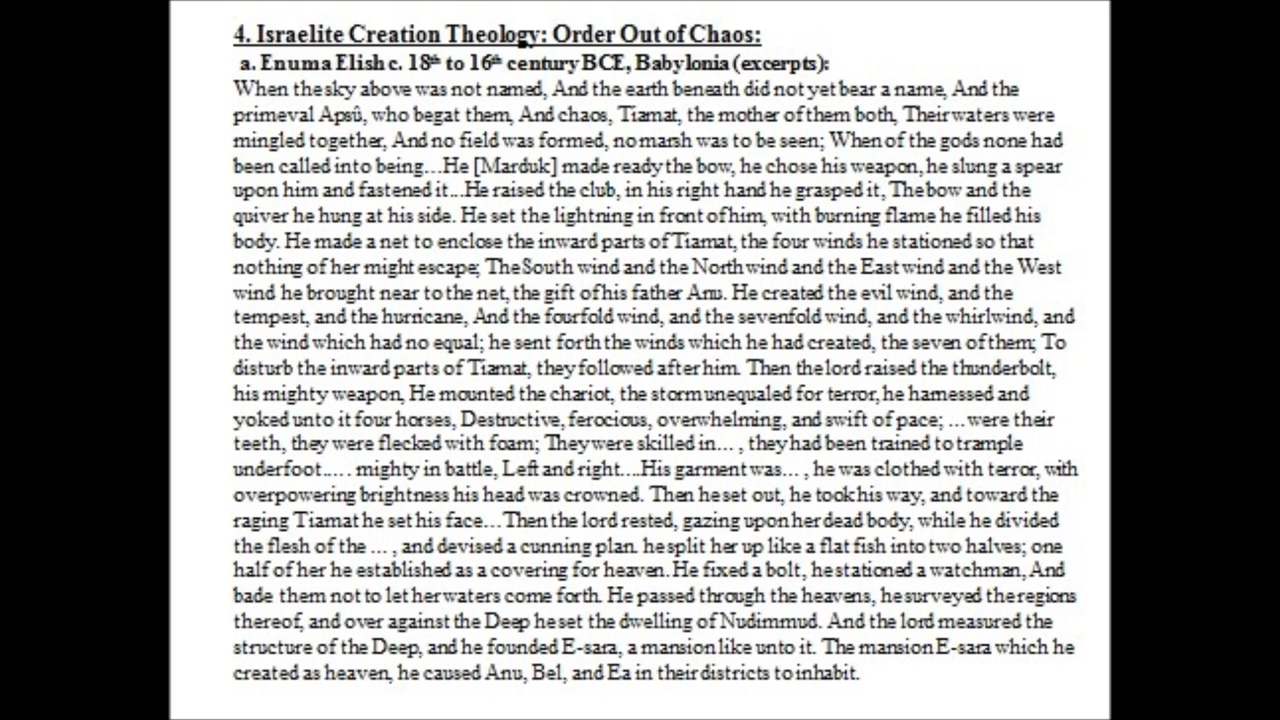 4. Israelite Creation Theology: Order Out of Chaos:
a. Enuma Elish c. 18th to 16th century BCE, Babylonia (excerpts):
When the sky above was not named, And the earth beneath did not yet bear a name, And the
primeval Apsû, who begat them, And chaos, Tiamat, the mother of them both, Their waters were
mingled together, And no field was formed, no marsh was to be seen; When of the gods none had
been called into being...He [Marduk] made ready the bow, he chose his weapon, he slung a spear
upon him and fastened it...He raised the club, in his right hand he grasped it, The bow and the
quiver he hung at his side. He set the lightning in front of him, with burning flame he filled his
body. He made a net to enclose the inward parts of Tiamat, the four winds he stationed so that
nothing of her might escape; The South wind and the North wind and the East wind and the West
wind he brought near to the net, the gift of his father Anu. He created the evil wind, and the
tempest, and the hurricane, And the fourfold wind, and the sevenfold wind, and the whirlwind, and
the wind which had no equal; he sent forth the winds which he had created, the seven of them; To
disturb the inward parts of Tiamat, they followed after him. Then the lord raised the thunderbolt,
his mighty weapon, He mounted the chariot, the storm unequaled for terror, he harnessed and
yoked unto it four horses, Destructive, ferocious, overwhelming, and swift of pace; ... were their
teeth, they were flecked with foam; They were skilled in... , they had been trained to trample
underfoot..... mighty in battle, Left and right....His garment was... , he was clothed with terror, with
overpowering brightness his head was crowned. Then he set out, he took his way, and toward the
raging Tiamat he set his face...Then the lord rested, gazing upon her dead body, while he divided
the flesh of the ... , and devised a cunning plan. he split her up like a flat fish into two halves; one
half of her he established as a covering for heaven. He fixed a bolt, he stationed a watchman, And
bade them not to let her waters come forth. He passed through the heavens, he surveyed the regions
thereof, and over against the Deep he set the dwelling of Nudimmud. And the lord measured the
structure of the Deep, and he founded E-sara, a mansion like unto it. The mansion E-sara which he
created as heaven, he caused Anu, Bel, and Ea in their districts to inhabit.